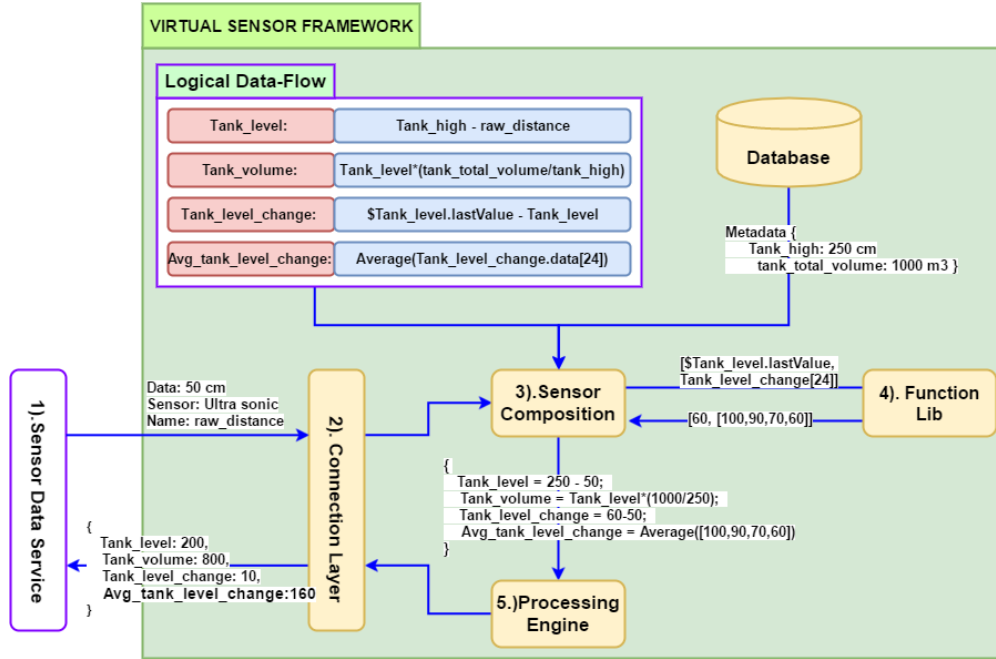 VIRTUAL SENSOR FRAMEWORK
Logical Data-Flow
Tank_level: Tank_high - raw_distance
Tank_volume: Tank_level*(tank_total_volume/tank_high)
Tank_level_change: $Tank_level.lastValue - Tank_level
Avg_tank_level_change: Average(Tank_level_change.data[24])
Database
Metadata {
Tank_high: 250 cm
tank_total_volume: 1000 m3 }
1).Sensor Data Service
Data: 50 cm
Sensor: Ultra sonic
Name: raw_distance
2). Connection Layer
3).Sensor
Composition
[$Tank_level.lastValue,
Tank_level_change[24]]
4). Function
Lib
[60, [100,90,70,60]]
{
Tank_level = 250 - 50;
Tank_volume = Tank_level*(1000/250);
Tank_level_change = 60-50;
Avg_tank_level_change = Average([100,90,70,60])
}
5.)Processing
Engine
{
Tank_level: 200,
Tank_volume: 800,
Tank_level_change: 10,
Avg_tank_level_change:160
}